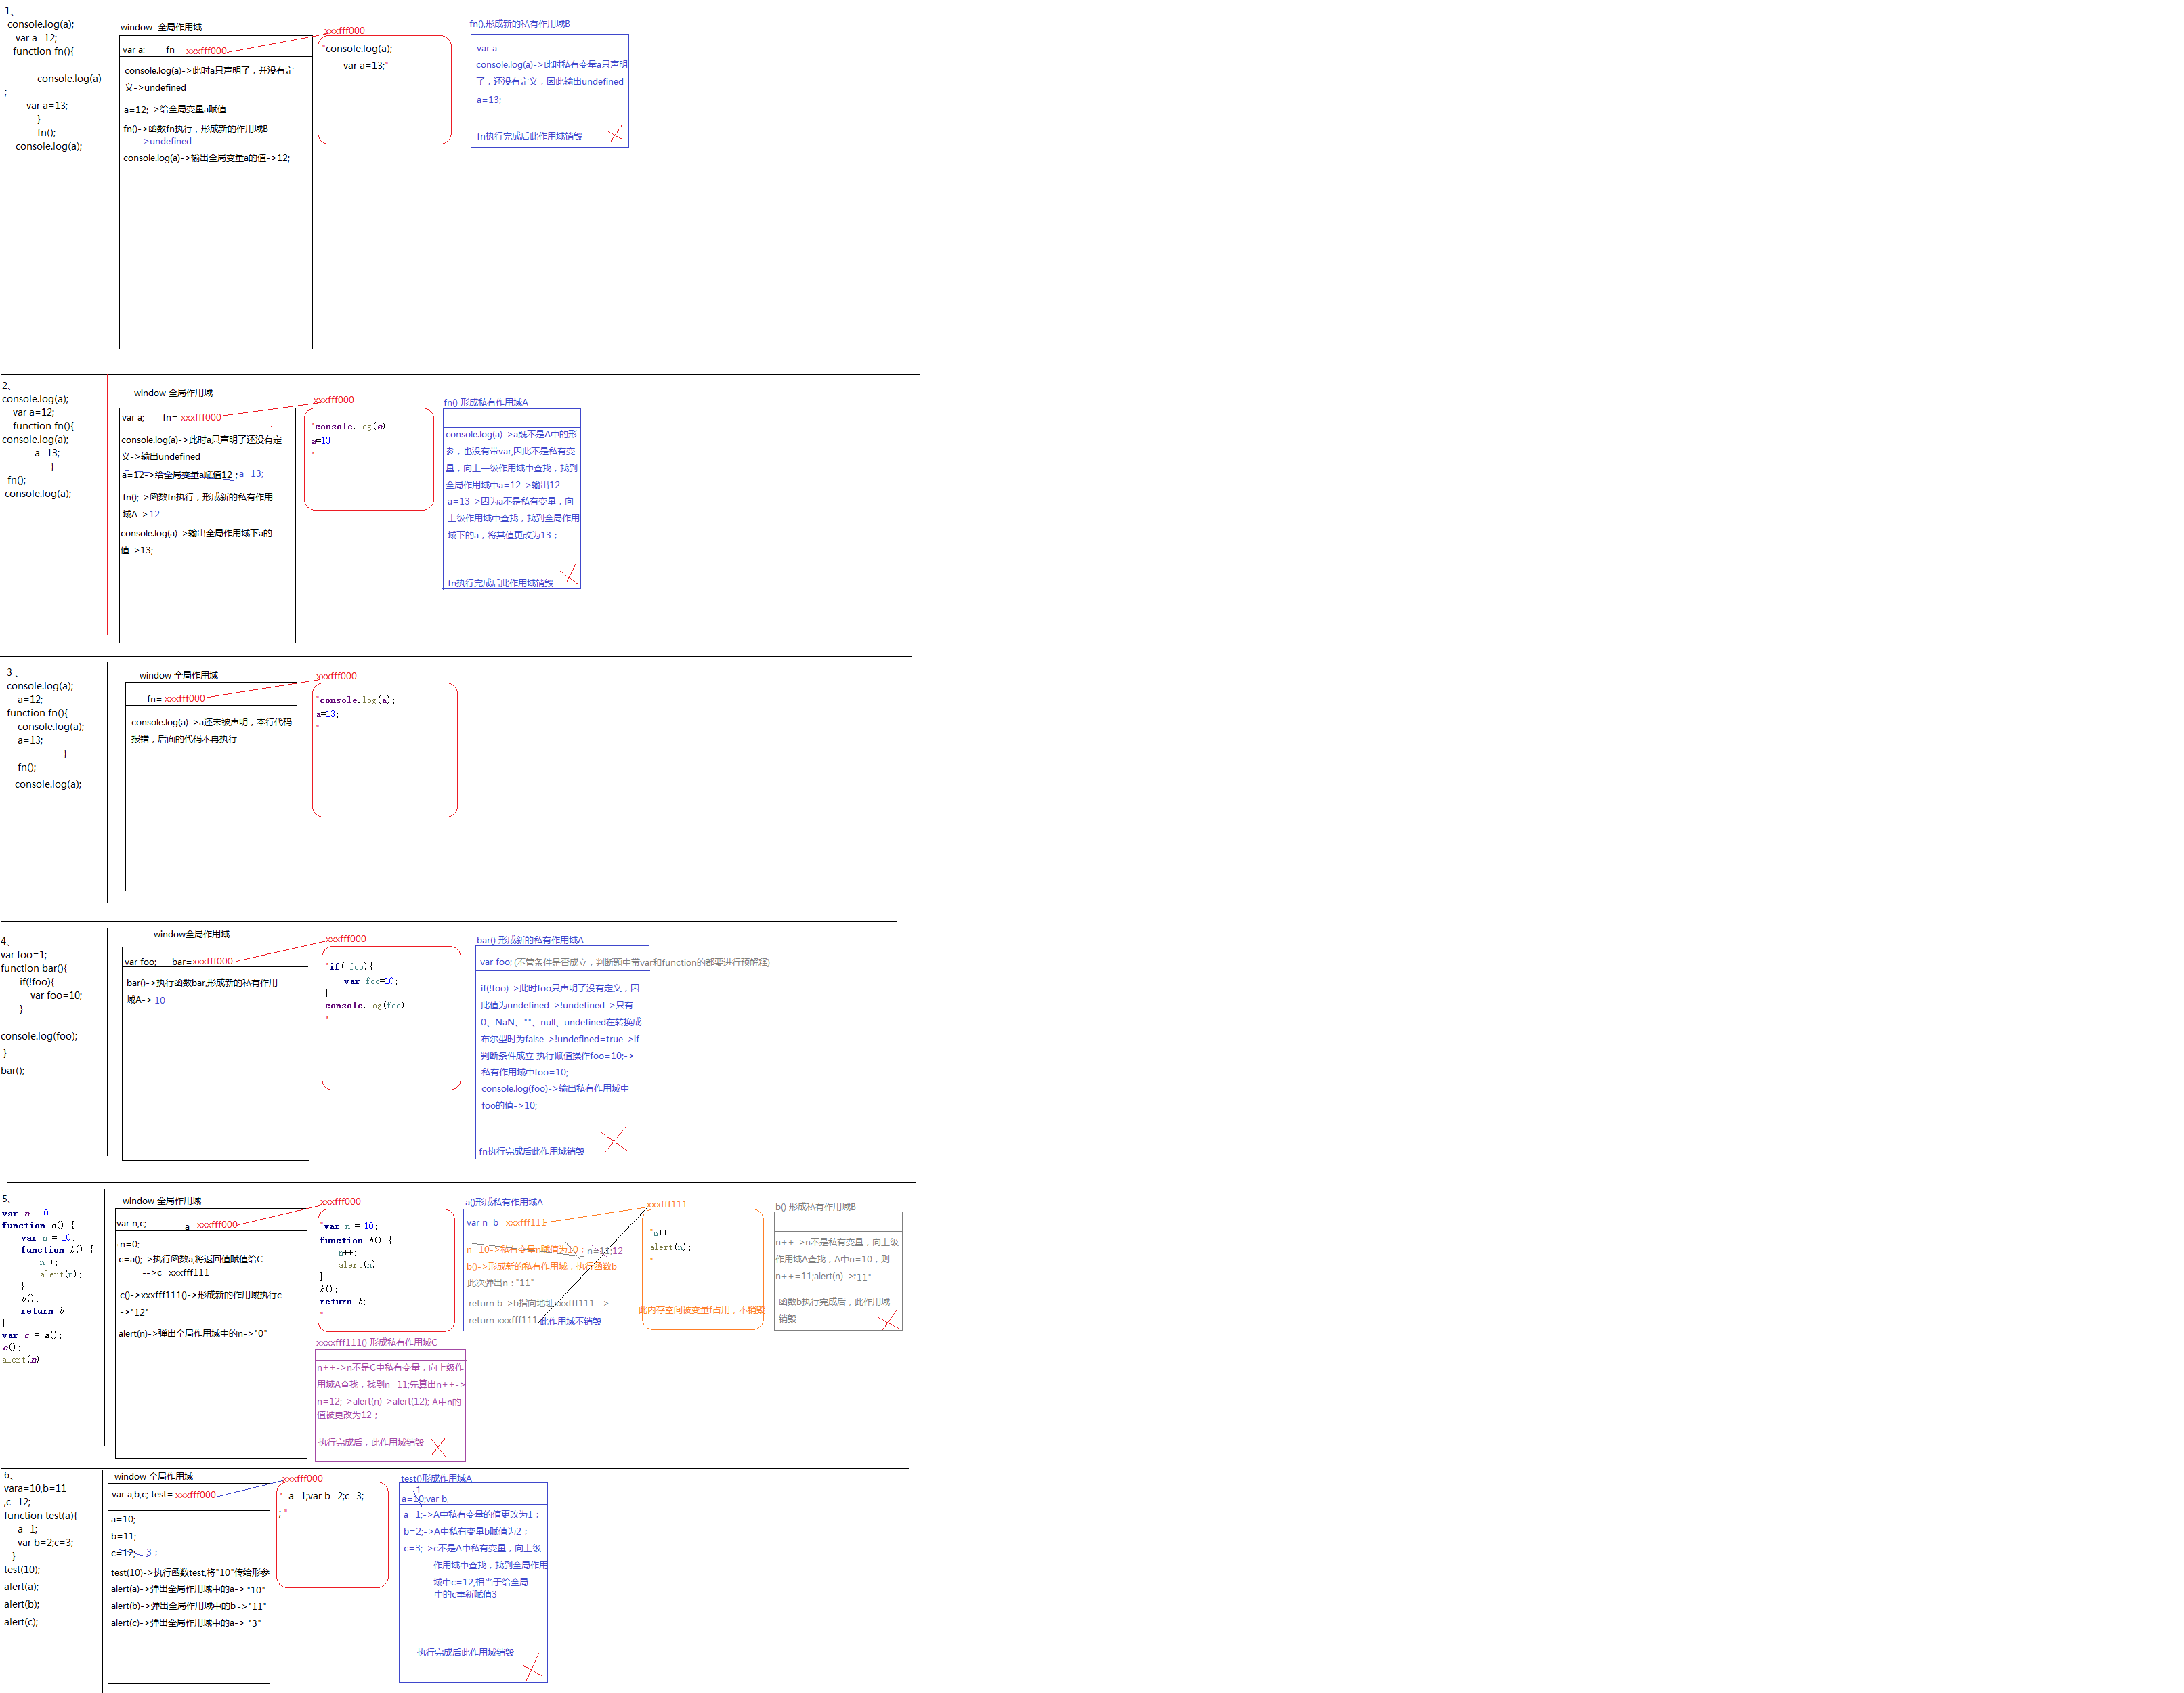 1、
console.log(a);
var a=12;
function fn(){
console.log(a)
;
var a=13;
}
fn();
console.log(a);
window 全局作用域
var a;
fn=
xxxfff000
console.log(a)->此时a只声明了，并没有定
义->undefined
a=12;->给全局变量a赋值
fn()->函数fn执行，形成新的作用域B
->undefined
console.log(a)->输出全局变量a的值->12;
xxxfff000
"console.log(a);
var a=13;"
fn(),形成新的私有作用域B
var a
console.log(a)->此时私有变量a只声明
了，还没有定义，因此输出undefined
a=13;
fn执行完成后此作用域销毁
2、
console.log(a);
var a=12;
function fn(){
console.log(a);
a=13;
}
fn();
console.log(a);
window 全局作用域
var a;
fn=
xxxfff000
console.log(a)->此时a只声明了还没有定
义->输出undefined
a=12->给全局变量a赋值12；a=13;
fn();->函数fn执行，形成新的私有作用
域A->12
console.log(a)->输出全局作用域下a的
值->13;
xxxfff000
"console.log(a);
a=13;
"
fn() 形成私有作用域A
console.log(a)->a既不是A中的形
参，也没有带var,因此不是私有变
量，向上一级作用域中查找，找到
全局作用域中a=12->输出12
a=13->因为a不是私有变量，向
上级作用域中查找，找到全局作用
域下的a，将其值更改为13；
fn执行完成后此作用域销毁
3 、
console.log(a);
a=12;
function fn(){
console.log(a);
a=13;
}
fn();
console.log(a);
window 全局作用域
fn=
xxxfff000
console.log(a)->a还未被声明，本行代码
报错，后面的代码不再执行
xxxfff000
"console.log(a);
a=13;
"
4、
var foo=1;
function bar(){
if(!foo){
var foo=10;
}
console.log(foo);
}
bar();
window全局作用域
var foo;
bar=xxxfff000
bar()->执行函数bar,形成新的私有作用
域A-> 10
xxxfff000
"if(!foo){
var foo=10;
}
console.log(foo);
"
bar() 形成新的私有作用域A
var foo; (不管条件是否成立，判断题中带var和function的都要进行预解释)
if(!foo)->此时foo只声明了没有定义，因
此值为undefined->!undefined->只有
0、NaN、""、null、undefined在转换成
布尔型时为false->!undefined=true->if
判断条件成立 执行赋值操作foo=10;->
私有作用域中foo=10;
console.log(foo)->输出私有作用域中
foo的值->10;
fn执行完成后此作用域销毁
5、
var n = 0;
function a() {
var n = 10;
function b() {
n++;
alert(n);
}
b();
return b;
}
var c = a();
c();
alert(n);
window 全局作用域
var n,c;
a=xxxfff000
n=0;
c=a();->执行函数a,将返回值赋值给C
-->c=xxxfff111
c()->xxxfff111()->形成新的作用域执行c
->"12"
alert(n)->弹出全局作用域中的n->"0"
xxxfff000
"var n = 10;
function b() {
n++;
alert(n);
}
b();
return b;
"
a()形成私有作用域A
var n b=xxxfff111
n=10->私有变量n赋值为10；n=11;12
b()->形成新的私有作用域，执行函数b
此次弹出n："11"
return b->b指向地址xxxfff111-->
return xxxfff111
此作用域不销毁
xxxfff111
"n++;
alert(n);
"
此内存空间被变量f占用，不销毁
b() 形成私有作用域B
n++->n不是私有变量，向上级
作用域A查找，A中n=10，则
n++=11;alert(n)->"11"
函数b执行完成后，此作用域
销毁
xxxxfff111() 形成私有作用域C
n++->n不是C中私有变量，向上级作
用域A查找，找到n=11;先算出n++->
n=12;->alert(n)->alert(12); A中n的
值被更改为12；
执行完成后，此作用域销毁
6、
vara=10,b=11
,c=12;
function test(a){
a=1;
var b=2;c=3;
}
test(10);
alert(a);
alert(b);
alert(c);
window 全局作用域
var a,b,c; test= xxxfff000
a=10;
b=11;
c=12; 3；
test(10)->执行函数test,将"10"传给形参
alert(a)->弹出全局作用域中的a-> "10"
alert(b)->弹出全局作用域中的b->"11"
alert(c)->弹出全局作用域中的a-> "3"
xxxfff000
" a=1;var b=2;c=3;
; "
test()形成作用域A
1
a=10;var b
a=1;->A中私有变量的值更改为1；
b=2;->A中私有变量b赋值为2；
c=3;->c不是A中私有变量，向上级
作用域中查找，找到全局作用
域中c=12,相当于给全局
中的c重新赋值3
执行完成后此作用域销毁